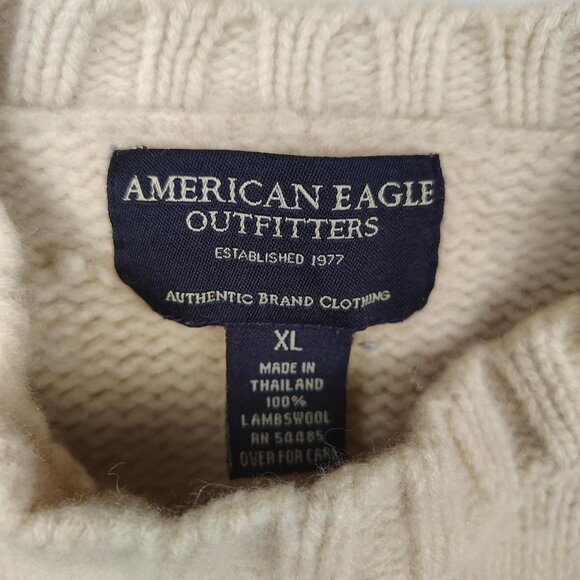 AMERICAN EAGLE
OUTFITTERS
ESTABLISHED 1977
AUTHENTIC BRAND CLOTHING
XL
MADE IN
THAILAND
100%
LAMBSWOOL
RN 54485
OVER FOR CARE